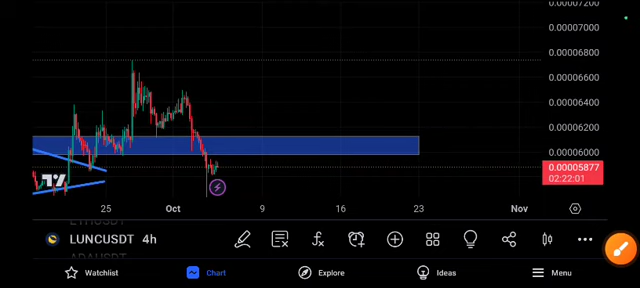 0.00007200
0.00007000
0.00006800
0.00006600
0.00006400
0.00006200
0.00006000
0.00005877
02:22:01
25 Oct 9 16 23 Nov
LUNCUSDT 4h
ADAUSDT
Watchlist Chart Explore Ideas Menu